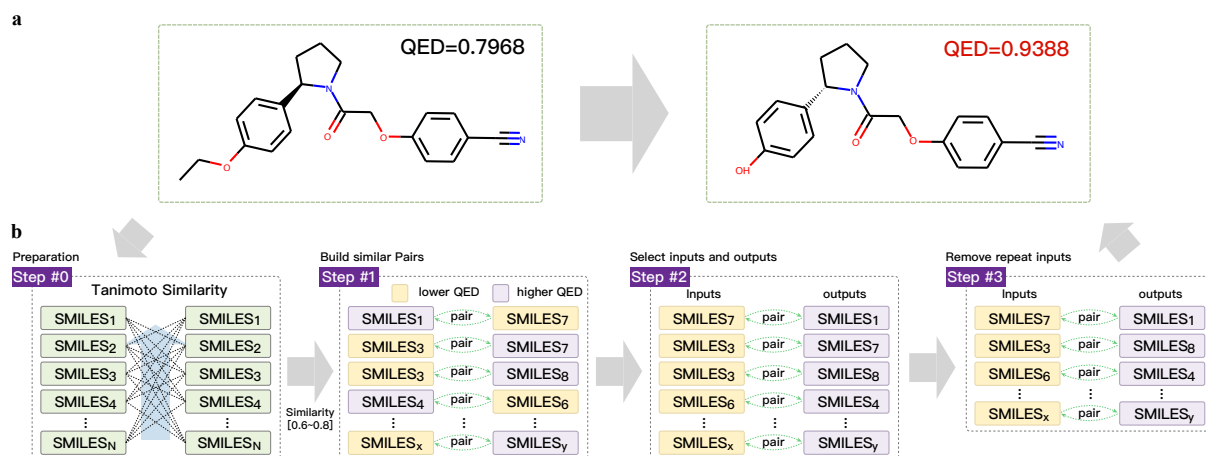 a
QED=0.7968
N
O
O
N
O
QED=0.9388
N
O
O
N
OH
b
Preparation
Step #0
Tanimoto Similarity
SMILES1 SMILES1
SMILES2 SMILES2
SMILES3 SMILES3
SMILES4 SMILES4
⋮ ⋮
SMILESN SMILESN
Similarity
[0.6~0.8]
Build similar Pairs
Step #1
lower QED higher QED
SMILES1 pair SMILES7
SMILES3 pair SMILES7
SMILES3 pair SMILES8
SMILES4 pair SMILES6
⋮ ⋮ ⋮
SMILESx pair SMILESy
Select inputs and outputs
Step #2
Inputs outputs
SMILES7 pair SMILES1
SMILES3 pair SMILES7
SMILES3 pair SMILES8
SMILES6 pair SMILES4
⋮ ⋮ ⋮
SMILESx pair SMILESy
Remove repeat inputs
Step #3
Inputs outputs
SMILES7 pair SMILES1
SMILES3 pair SMILES8
SMILES6 pair SMILES4
⋮ ⋮ ⋮
SMILESx pair SMILESy